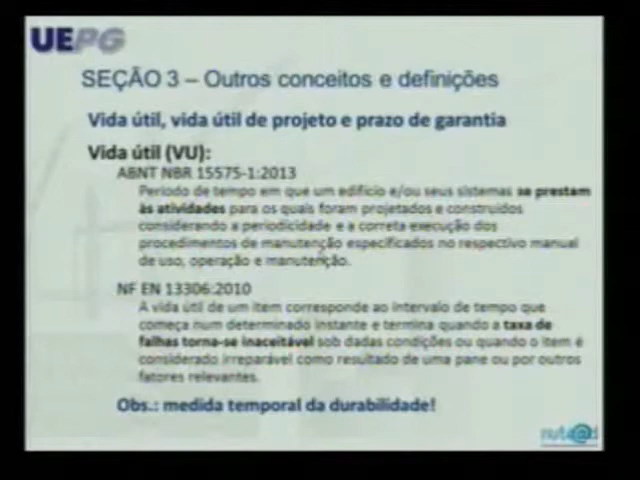 UEPG
SEÇÃO 3 – Outros conceitos e definições
Vida útil, vida útil de projeto e prazo de garantia
Vida útil (VU):
ABNT NBR 15575-1:2013
Período de tempo em que um edifício e/ou seus sistemas se prestam
às atividades para os quais foram projetados e construídos
considerando a periodicidade e a correta execução dos
procedimentos de manutenção especificados no respectivo manual
de uso, operação e manutenção.
NF EN 13306:2010
A vida útil de um item corresponde ao intervalo de tempo que
começa num determinado instante e termina quando a taxa de
falhas torna-se inaceitável sob dadas condições ou quando o item é
considerado irreparável como resultado de uma pane ou por outros
fatores relevantes.
Obs.: medida temporal da durabilidade!
nute@d